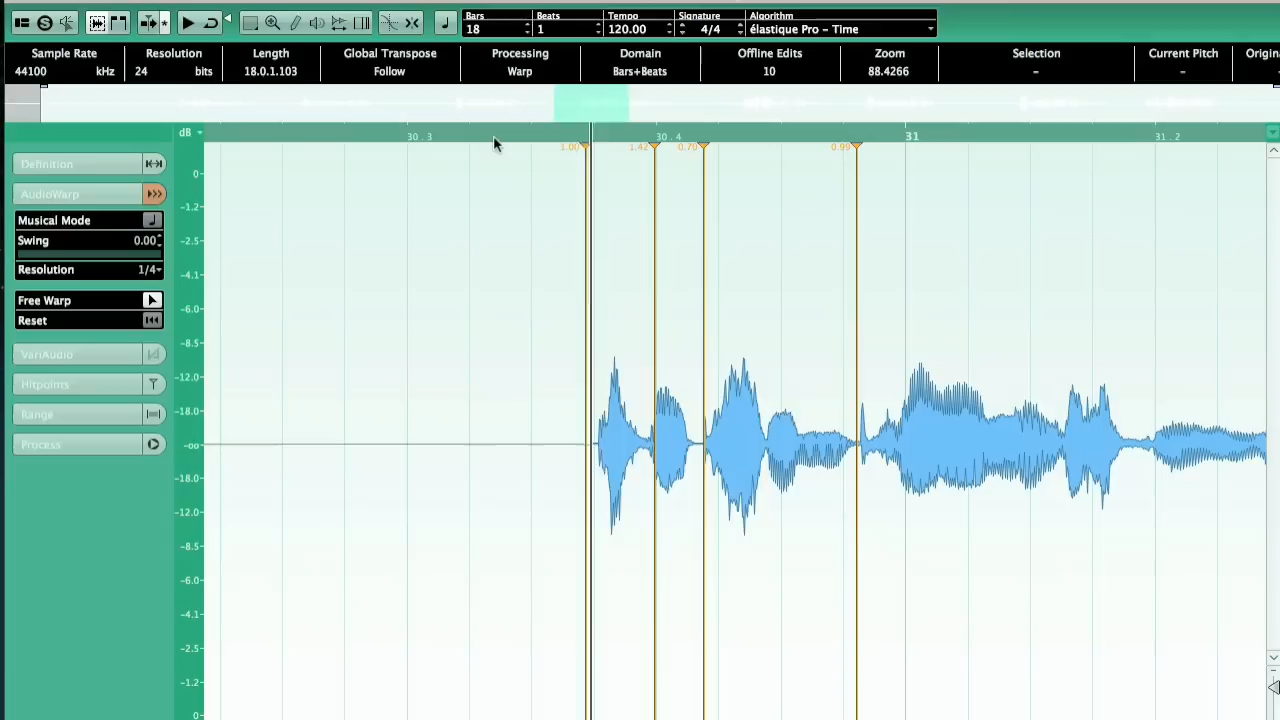 Bars Beats Tempo Signature Algorithm
18 1 120.00 4/4 élastique Pro - Time
Sample Rate Resolution Length Global Transpose Processing Domain Offline Edits Zoom Selection Current Pitch Origin
44100 kHz 24 bits 18.0.1.103 Follow Warp Bars+Beats 10 88.4266 - -
dB 30.3 30.4 31 31.2
1.00 1.42 0.70 0.99
Definition
AudioWarp
Musical Mode
Swing 0.00
Resolution 1/4
Free Warp
Reset
VariAudio
Hitpoints
Range
Process
0
-1.2
-2.5
-4.1
-6.0
-8.5
-12.0
-18.0
-oo
-18.0
-12.0
-8.5
-6.0
-4.1
-2.5
-1.2
0